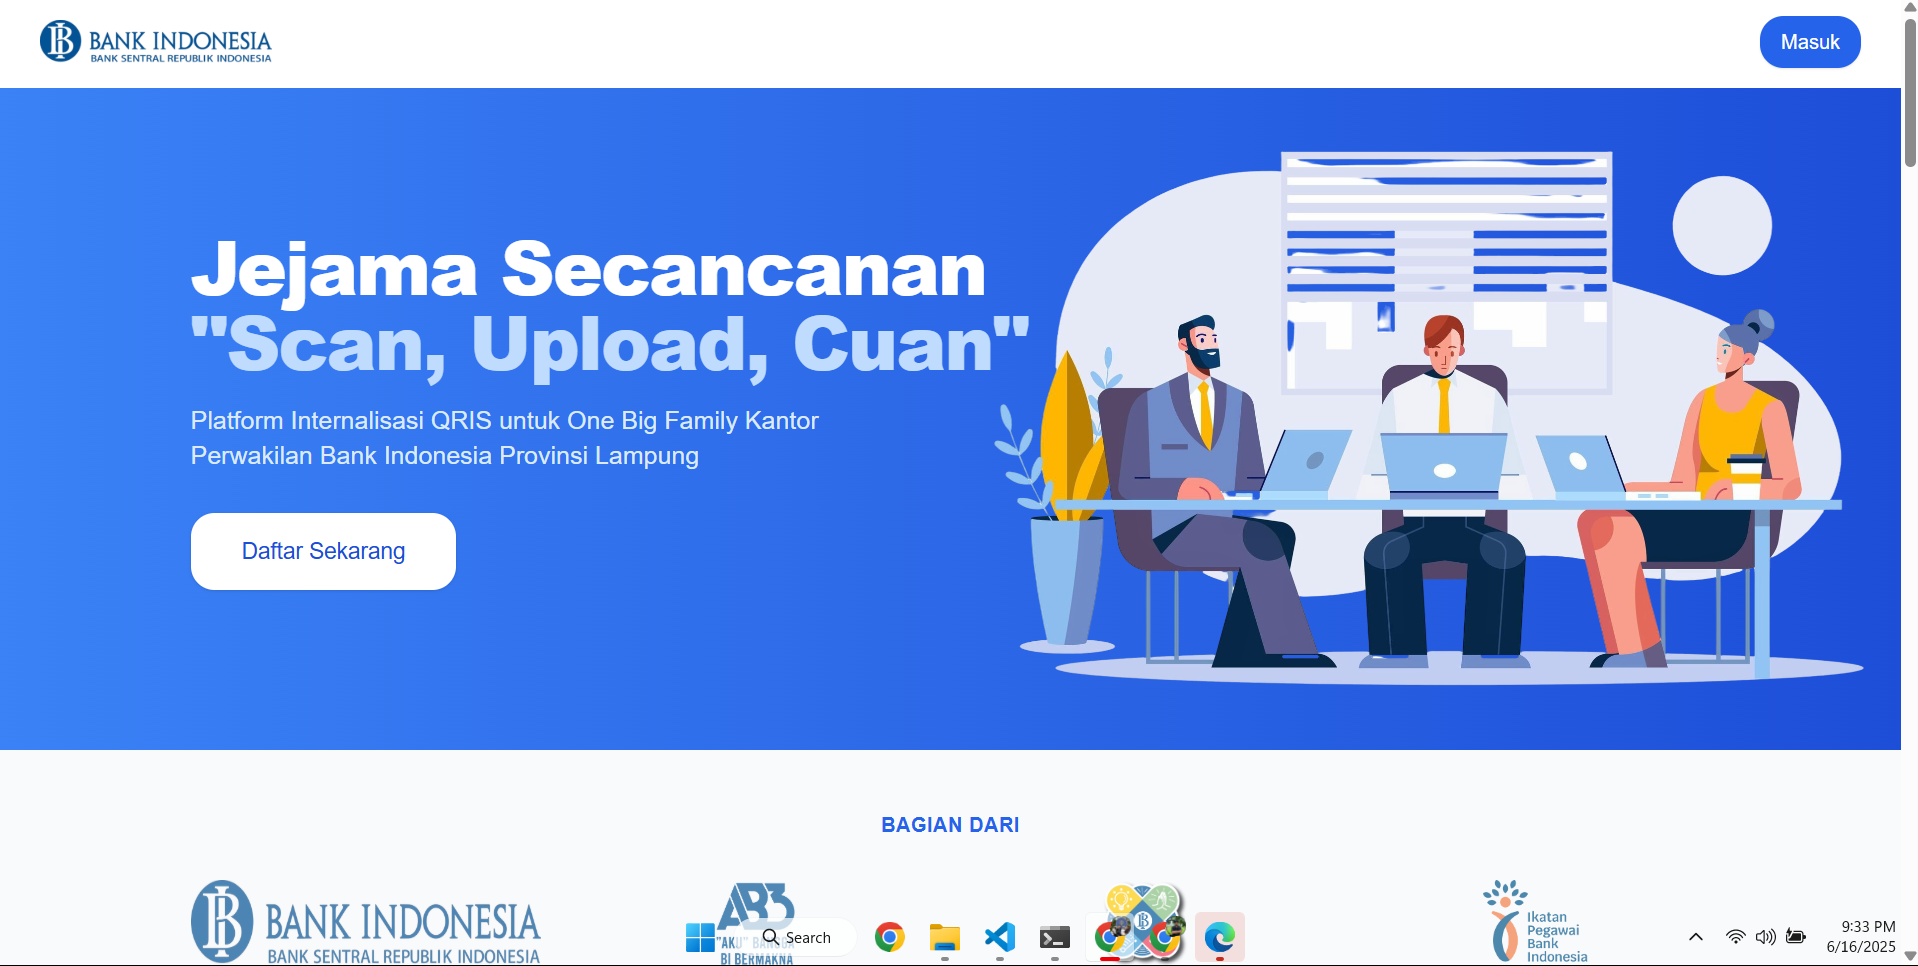 BANK INDONESIA
BANK SENTRAL REPUBLIK INDONESIA
Masuk
Jejama Secancanan
"Scan, Upload, Cuan"
Platform Internalisasi QRIS untuk One Big Family Kantor
Perwakilan Bank Indonesia Provinsi Lampung
Daftar Sekarang
BAGIAN DARI
BANK INDONESIA
BANK SENTRAL REPUBLIK INDONESIA
AB3
"AKU"
BI BERMAKNA
Search
Ikatan
Pegawai
Bank
Indonesia
9:33 PM
6/16/2025